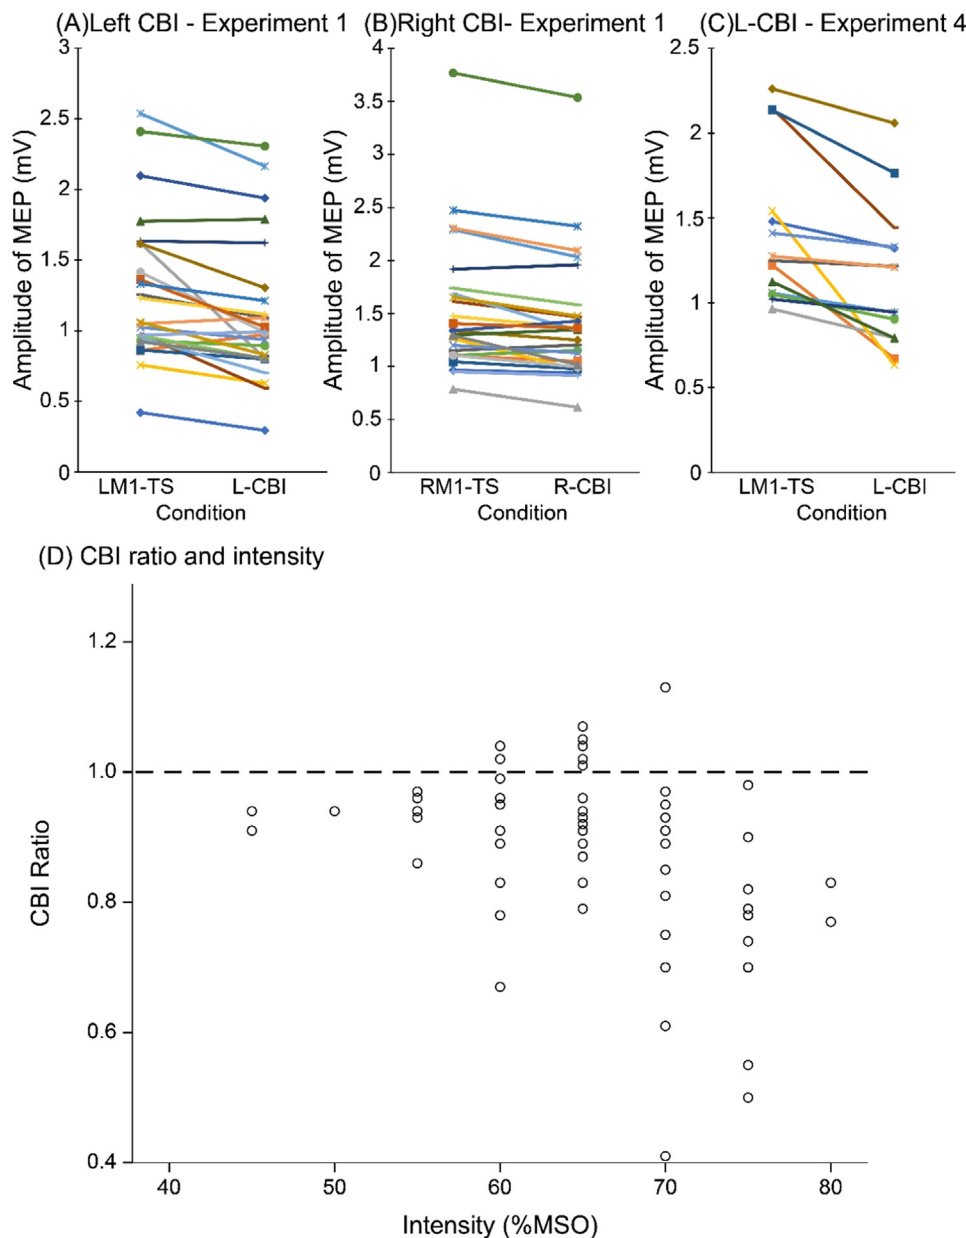 (A)Left CBI - Experiment 1
(B)Right CBI- Experiment 1
(C)L-CBI - Experiment 4
Amplitude of MEP (mV)
3
2.5
2
1.5
1
0.5
0
LM1-TS
L-CBI
Condition
Amplitude of MEP (mV)
4
3.5
3
2.5
2
1.5
1
0.5
0
RM1-TS
R-CBI
Condition
Amplitude of MEP (mV)
2.5
2
1.5
1
0.5
0
LM1-TS
L-CBI
Condition
(D) CBI ratio and intensity
CBI Ratio
1.2
1.0
0.8
0.6
0.4
40
50
60
70
80
Intensity (%MSO)